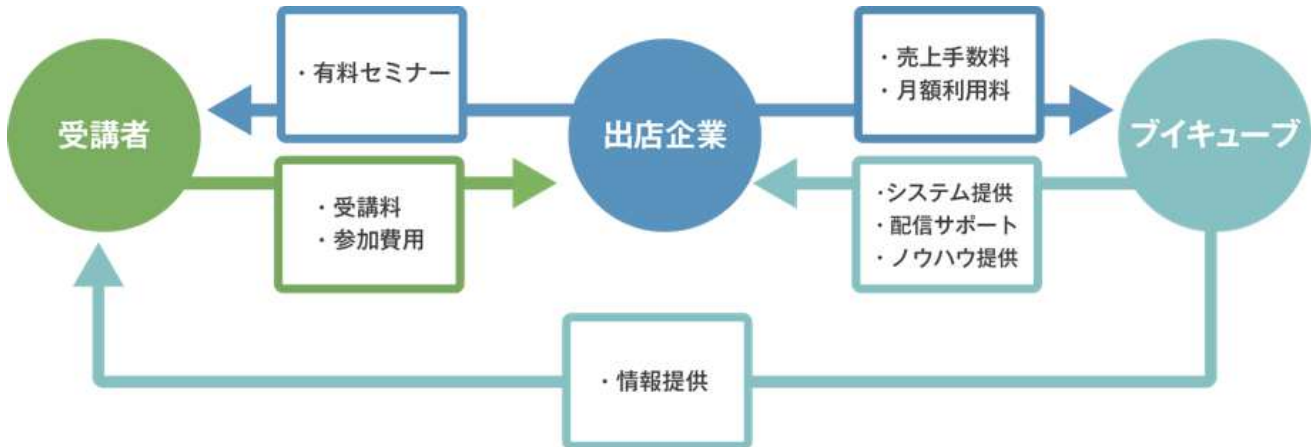 ・有料セミナー
・売上手数料
・月額利用料
受講者
出店企業
ブイキューブ
・受講料
・参加費用
・システム提供
・配信サポート
・ノウハウ提供
・情報提供